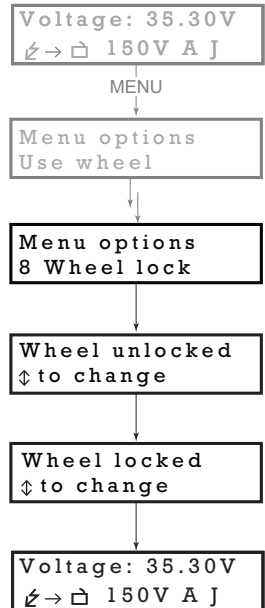 Voltage: 35.30V
→ 150V A J
MENU
Menu options
Use wheel
Menu options
8 Wheel lock
Wheel unlocked
⇕ to change
Wheel locked
⇕ to change
Voltage: 35.30V
→ 150V A J